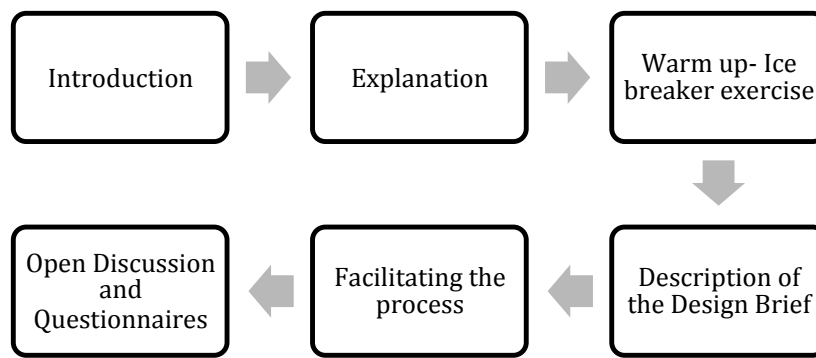 Introduction
Explanation
Warm up- Ice
breaker exercise
Description of
the Design Brief
Facilitating the
process
Open Discussion
and
Questionnaires